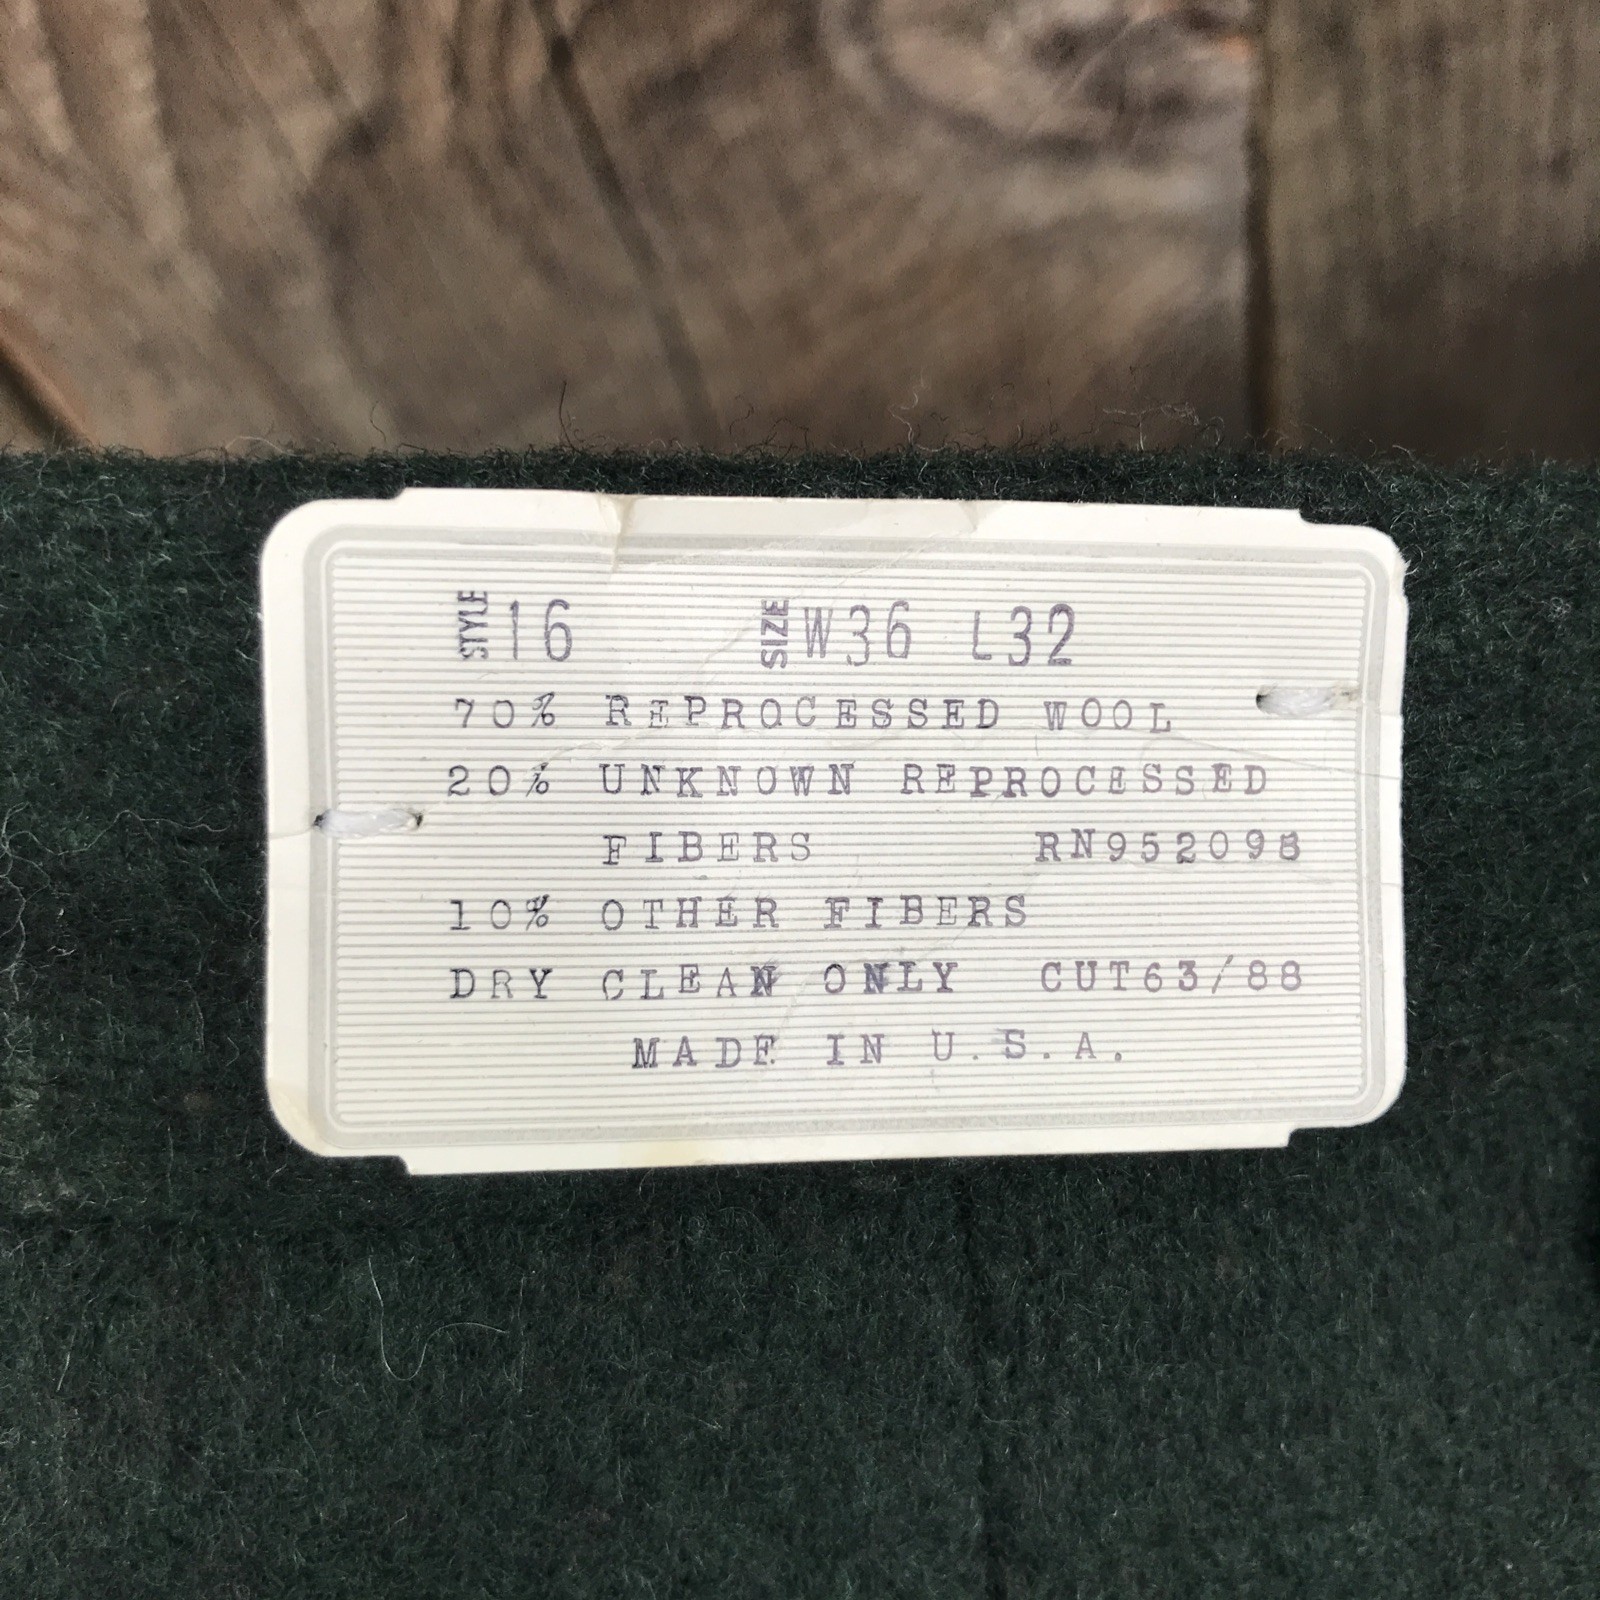 STYLE 16 SIZE W36 L32
70% REPROCESSED WOOL
20% UNKNOWN REPROCESSED
FIBERS RN952098
10% OTHER FIBERS
DRY CLEAN ONLY CUT63/88
MADE IN U.S.A.